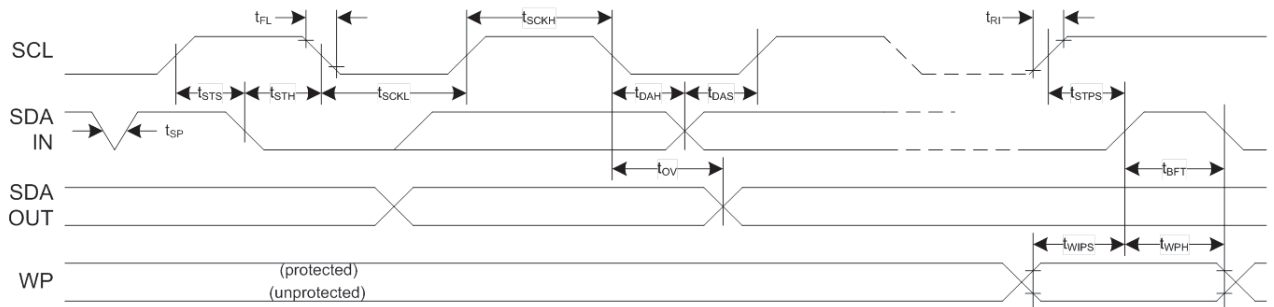 tFL
tSCKH
tRI
SCL
tSTS
tSTH
tSCKL
tDAH
tDAS
tSTPS
SDA
IN
tSP
tOV
tBFT
SDA
OUT
tWIPS
tWPH
WP
(protected)
(unprotected)